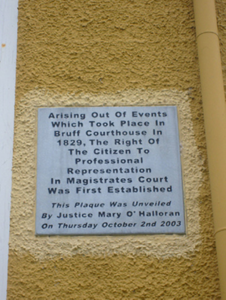 Arising Out Of Events
Which Took Place In
Bruff Courthouse In
1829, The Right Of
The Citizen To
Professional
Representation
In Magistrates Court
Was First Established
This Plaque Was Unveiled
By Justice Mary O' Halloran
On Thursday October 2nd 2003